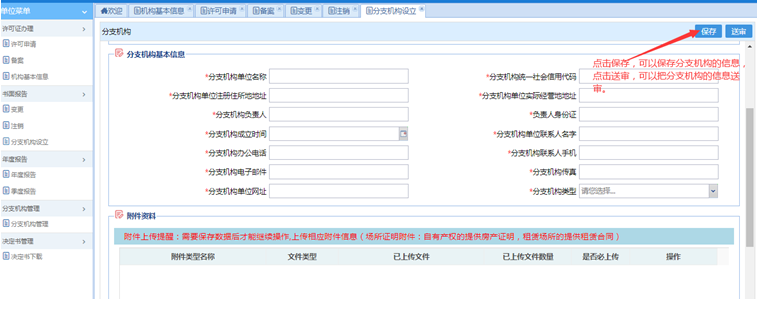 单位菜单
欢迎 机构基本信息 许可申请 备案 变更 注销 分支机构设立
许可证办理
许可申请
备案
机构基本信息
书面报告
变更
注销
分支机构设立
年度报告
年度报告
季度报告
分支机构管理
分支机构管理
决定书管理
决定书下载
分支机构 保存 送审
点击保存，可以保存分支机构的信息，
点击送审，可以把分支机构的信息送
审。
分支机构基本信息
*分支机构单位名称 *分支机构统一社会信用代码
*分支机构单位注册住所地地址 *分支机构单位实际经营地地址
*分支机构负责人 *负责人身份证
*分支机构成立时间 *分支机构单位联系人名字
*分支机构办公电话 *分支机构联系人手机
*分支机构电子邮件 *分支机构传真
*分支机构单位网址 *分支机构类型 请您选择...
附件资料
附件上传提醒：需要保存数据后才能继续操作,上传相应附件信息（场所证明附件：自有产权的提供房产证明，租赁场所的提供租赁合同）
附件类型名称 文件类型 已上传文件 已上传文件数量 是否必上传 操作